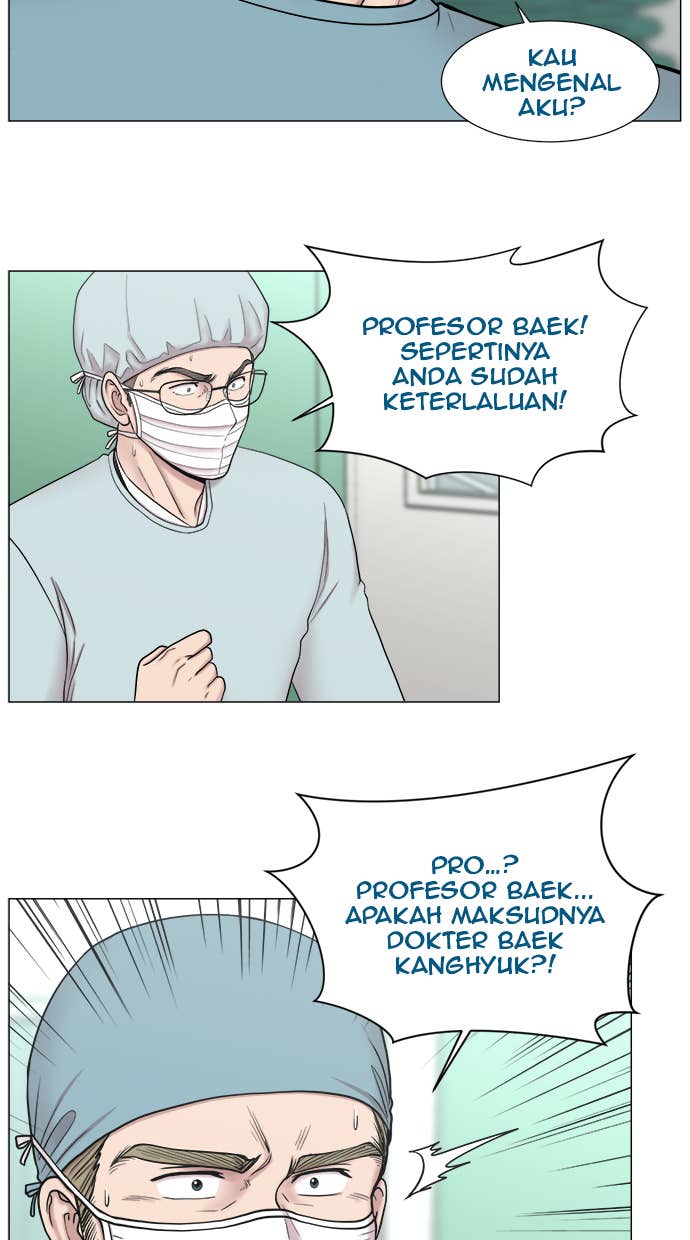 KAU
MENGENAL
AKU?
PROFESOR BAEK!
SEPERTINYA
ANDA SUDAH
KETERLALUAN!
PRO...?
PROFESOR BAEK...
APAKAH MAKSUDNYA
DOKTER BAEK
KANGHYUK?!